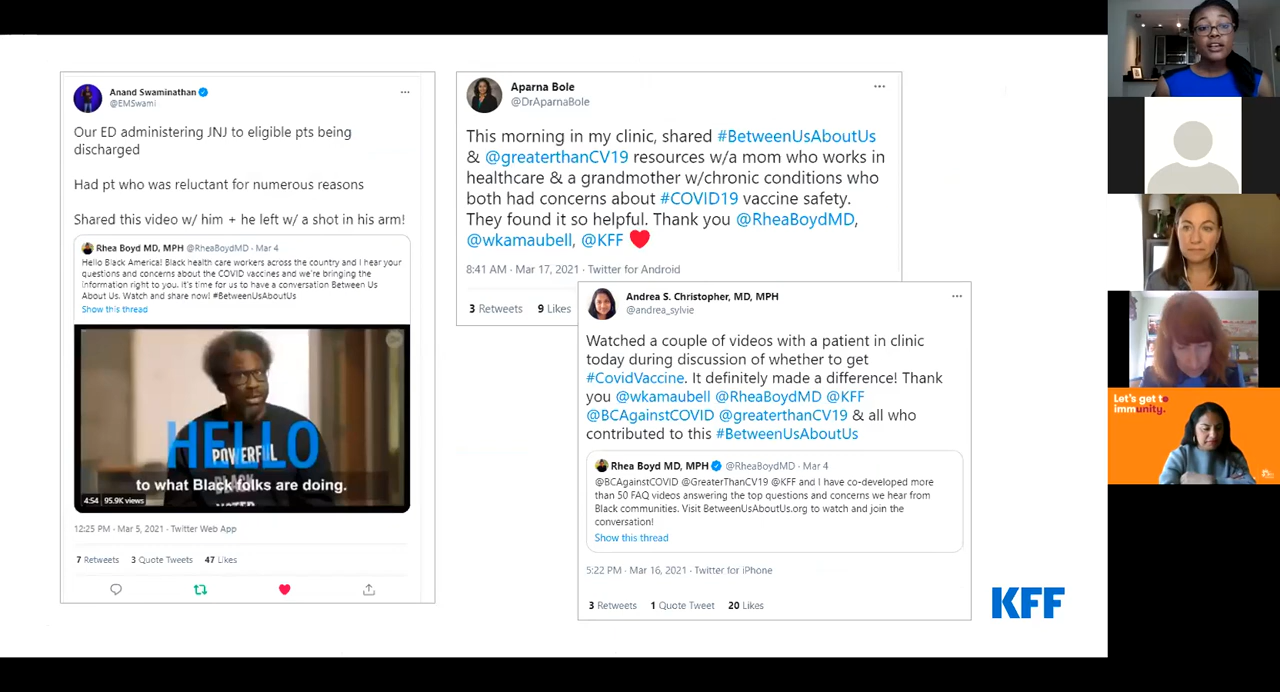 Anand Swaminathan
@EMSwami
Our ED administering JNJ to eligible pts being
discharged
Had pt who was reluctant for numerous reasons
Shared this video w/ him + he left w/ a shot in his arm!
Rhea Boyd MD, MPH @RheaBoydMD · Mar 4
Hello Black America! Black health care workers across the country and I hear your
questions and concerns about the COVID vaccines and we're bringing the
information right to you. It's time for us to have a conversation Between Us
About Us. Watch and share now! #BetweenUsAboutUs
Show this thread
HELLO
POWERFUL
BLACK
VOTER
to what Black folks are doing.
4:54 95.9K views
12:25 PM · Mar 5, 2021 · Twitter Web App
7 Retweets 3 Quote Tweets 47 Likes
Aparna Bole
@DrAparnaBole
This morning in my clinic, shared #BetweenUsAboutUs
& @greaterthanCV19 resources w/a mom who works in
healthcare & a grandmother w/chronic conditions who
both had concerns about #COVID19 vaccine safety.
They found it so helpful. Thank you @RheaBoydMD,
@wkamaubell, @KFF ❤️
8:41 AM · Mar 17, 2021 · Twitter for Android
3 Retweets 9 Likes
Andrea S. Christopher, MD, MPH
@andrea_sylvie
Watched a couple of videos with a patient in clinic
today during discussion of whether to get
#CovidVaccine. It definitely made a difference! Thank
you @wkamaubell @RheaBoydMD @KFF
@BCAgainstCOVID @greaterthanCV19 & all who
contributed to this #BetweenUsAboutUs
Rhea Boyd MD, MPH @RheaBoydMD · Mar 4
@BCAgainstCOVID @GreaterThanCV19 @KFF and I have co-developed more
than 50 FAQ videos answering the top questions and concerns we hear from
Black communities. Visit BetweenUsAboutUs.org to watch and join the
conversation!
Show this thread
5:22 PM · Mar 16, 2021 · Twitter for iPhone
3 Retweets 1 Quote Tweet 20 Likes
KFF
Let's get to
immunity.